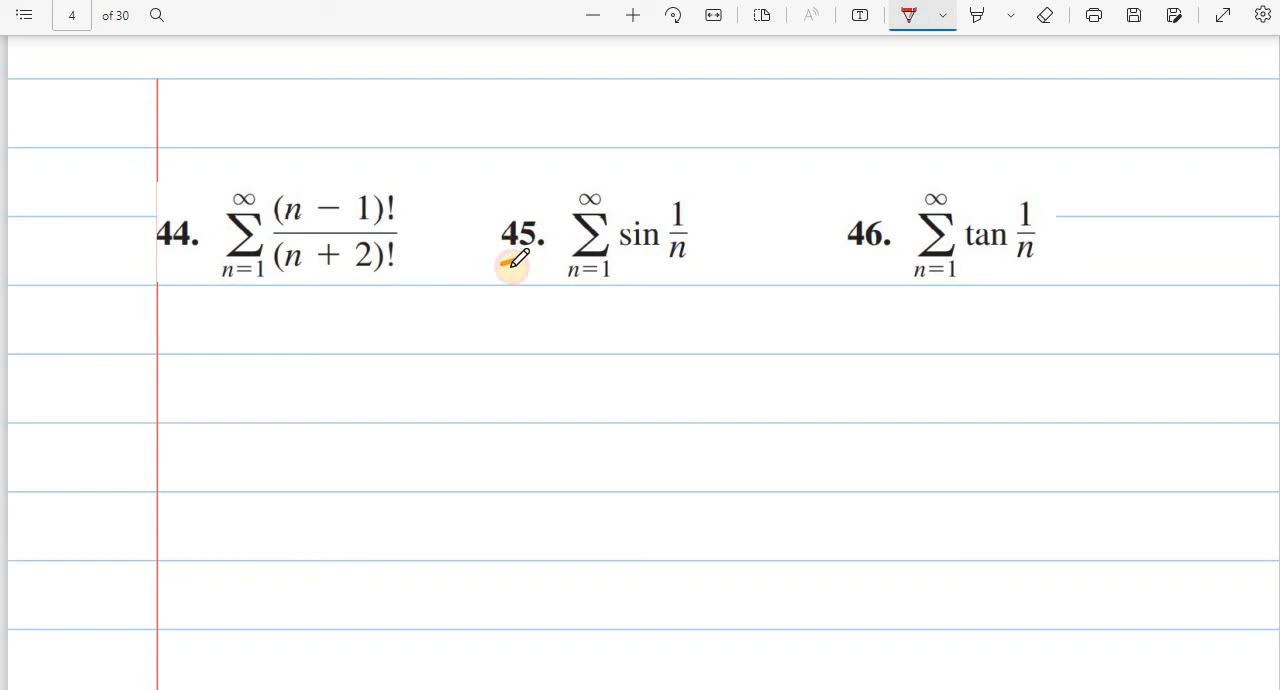 4 of 30
44. ∞ ∑ n=1 (n − 1)! / (n + 2)! 45. ∞ ∑ n=1 sin 1/n 46. ∞ ∑ n=1 tan 1/n